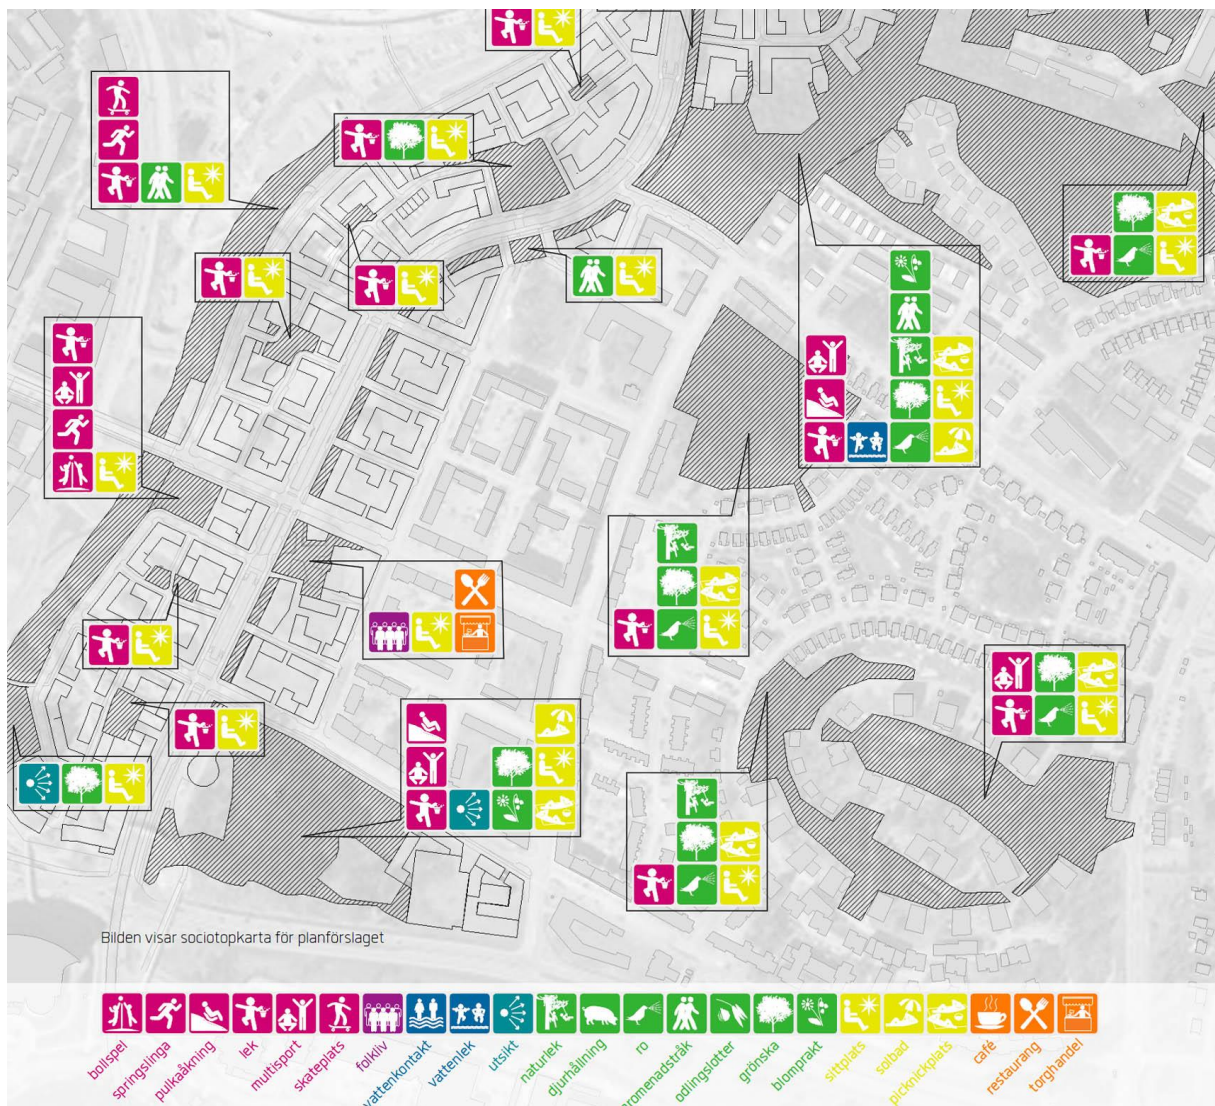 Bilden visar sociotopkarta för planförslaget
bollspel
springslinga
pulkaåkning
lek
multisport
skateplats
folkliv
vattenkontakt
vattenlek
utsikt
naturlek
djurhållning
ro
promenadstråk
odlingslotter
grönska
blomprakt
sittplats
solbad
picknickplats
café
restaurang
torghandel